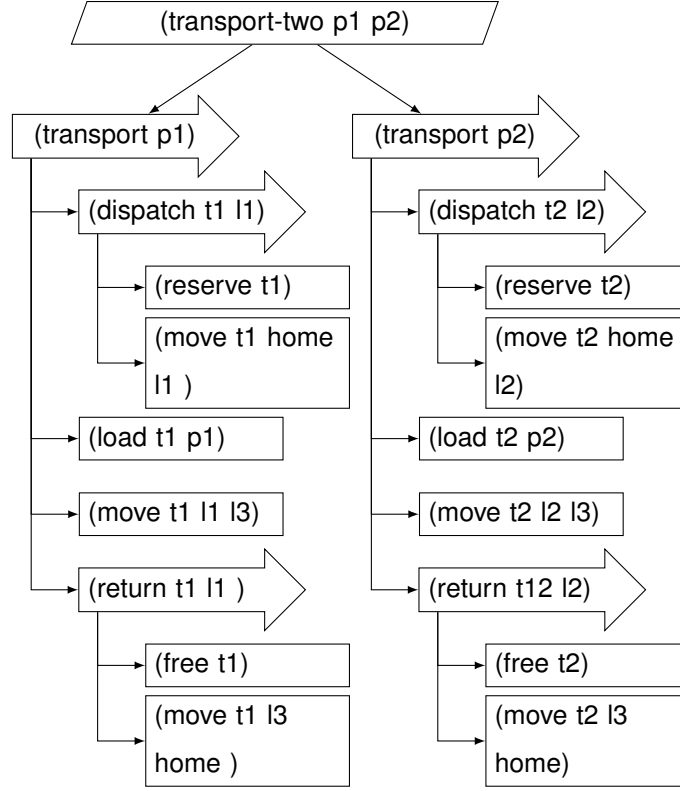 (transport-two p1 p2)
(transport p1)
(dispatch t1 l1)
(reserve t1)
(move t1 home
l1 )
(load t1 p1)
(move t1 l1 l3)
(return t1 l1 )
(free t1)
(move t1 l3
home )
(transport p2)
(dispatch t2 l2)
(reserve t2)
(move t2 home
l2)
(load t2 p2)
(move t2 l2 l3)
(return t12 l2)
(free t2)
(move t2 l3
home)